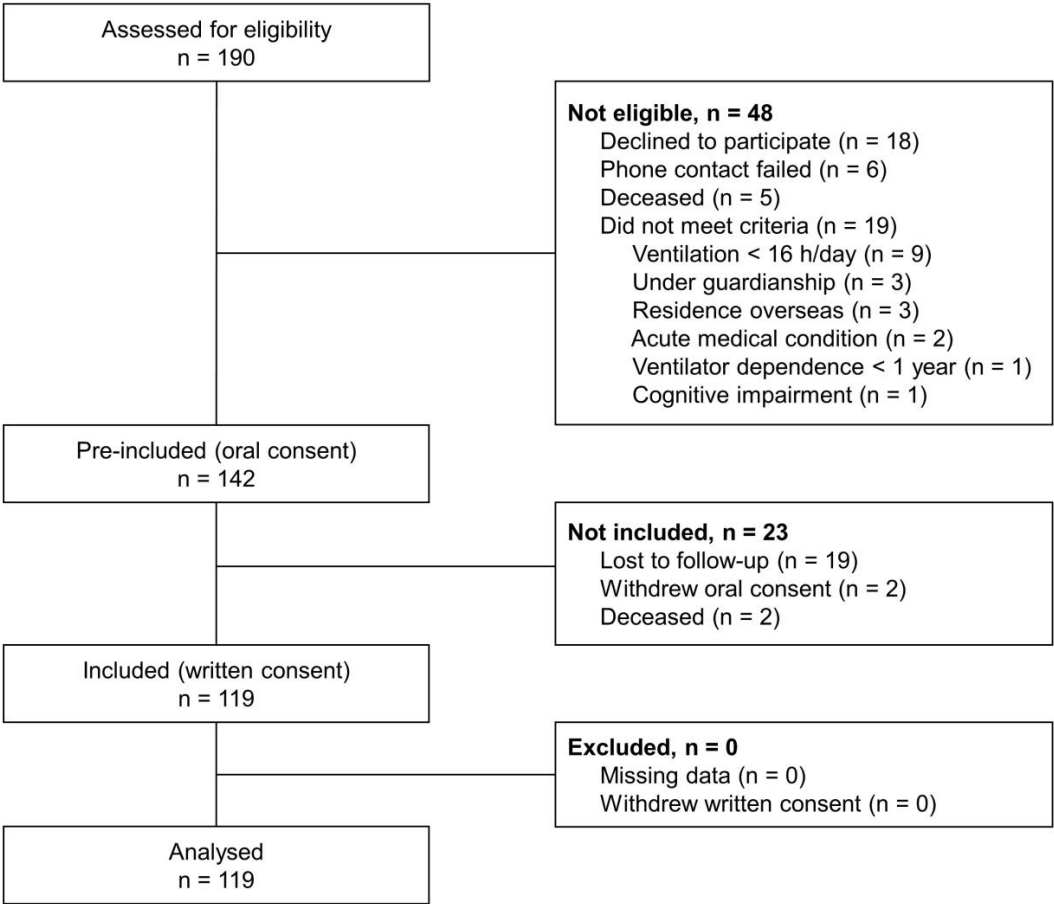 Assessed for eligibility
n = 190
Not eligible, n = 48
Declined to participate (n = 18)
Phone contact failed (n = 6)
Deceased (n = 5)
Did not meet criteria (n = 19)
Ventilation < 16 h/day (n = 9)
Under guardianship (n = 3)
Residence overseas (n = 3)
Acute medical condition (n = 2)
Ventilator dependence < 1 year (n = 1)
Cognitive impairment (n = 1)
Pre-included (oral consent)
n = 142
Not included, n = 23
Lost to follow-up (n = 19)
Withdrew oral consent (n = 2)
Deceased (n = 2)
Included (written consent)
n = 119
Excluded, n = 0
Missing data (n = 0)
Withdrew written consent (n = 0)
Analysed
n = 119